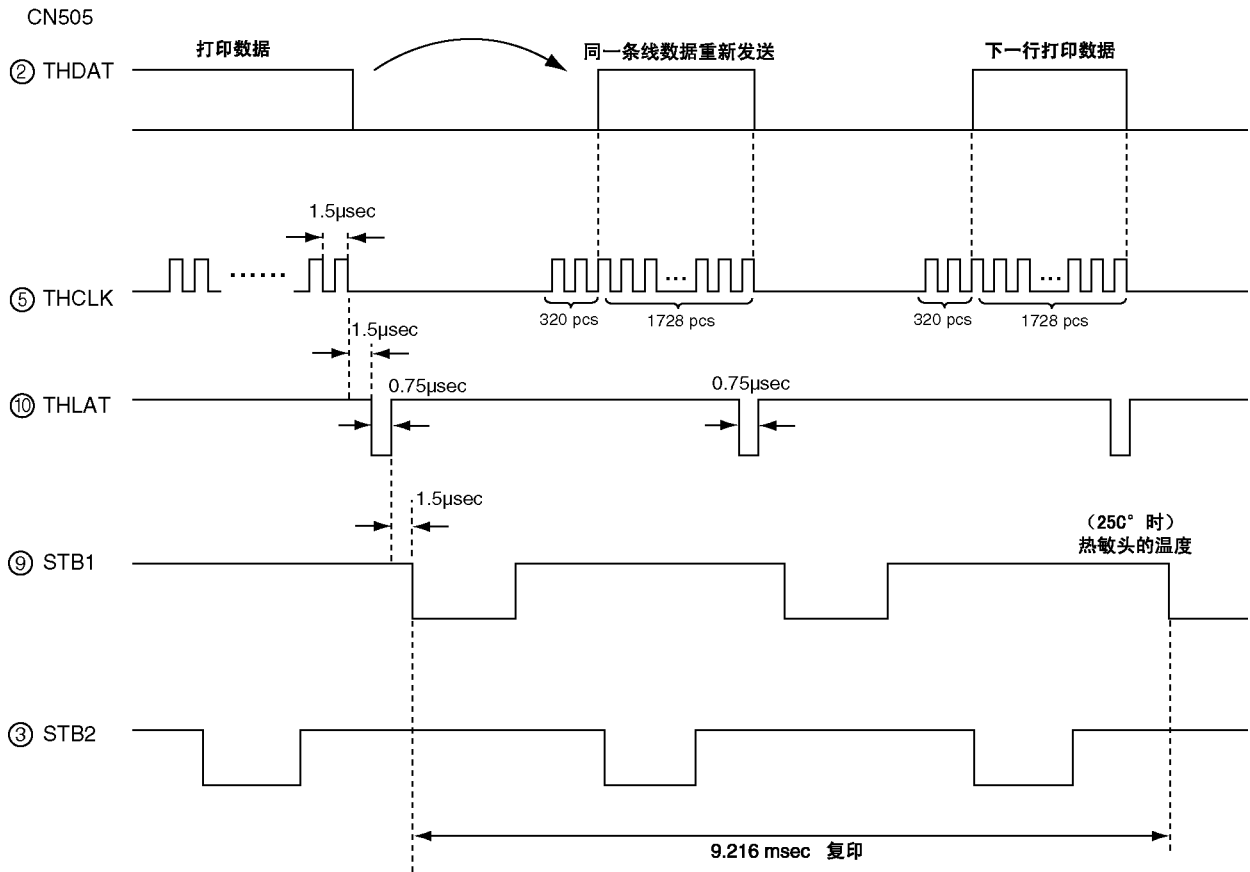 CN505
打印数据
同一条线数据重新发送
下一行打印数据
② THDAT
1.5μsec
⑤ THCLK
320 pcs
1728 pcs
320 pcs
1728 pcs
1.5μsec
⑩ THLAT
0.75μsec
0.75μsec
1.5μsec
（25C° 时）
热敏头的温度
⑨ STB1
③ STB2
9.216 msec 复印